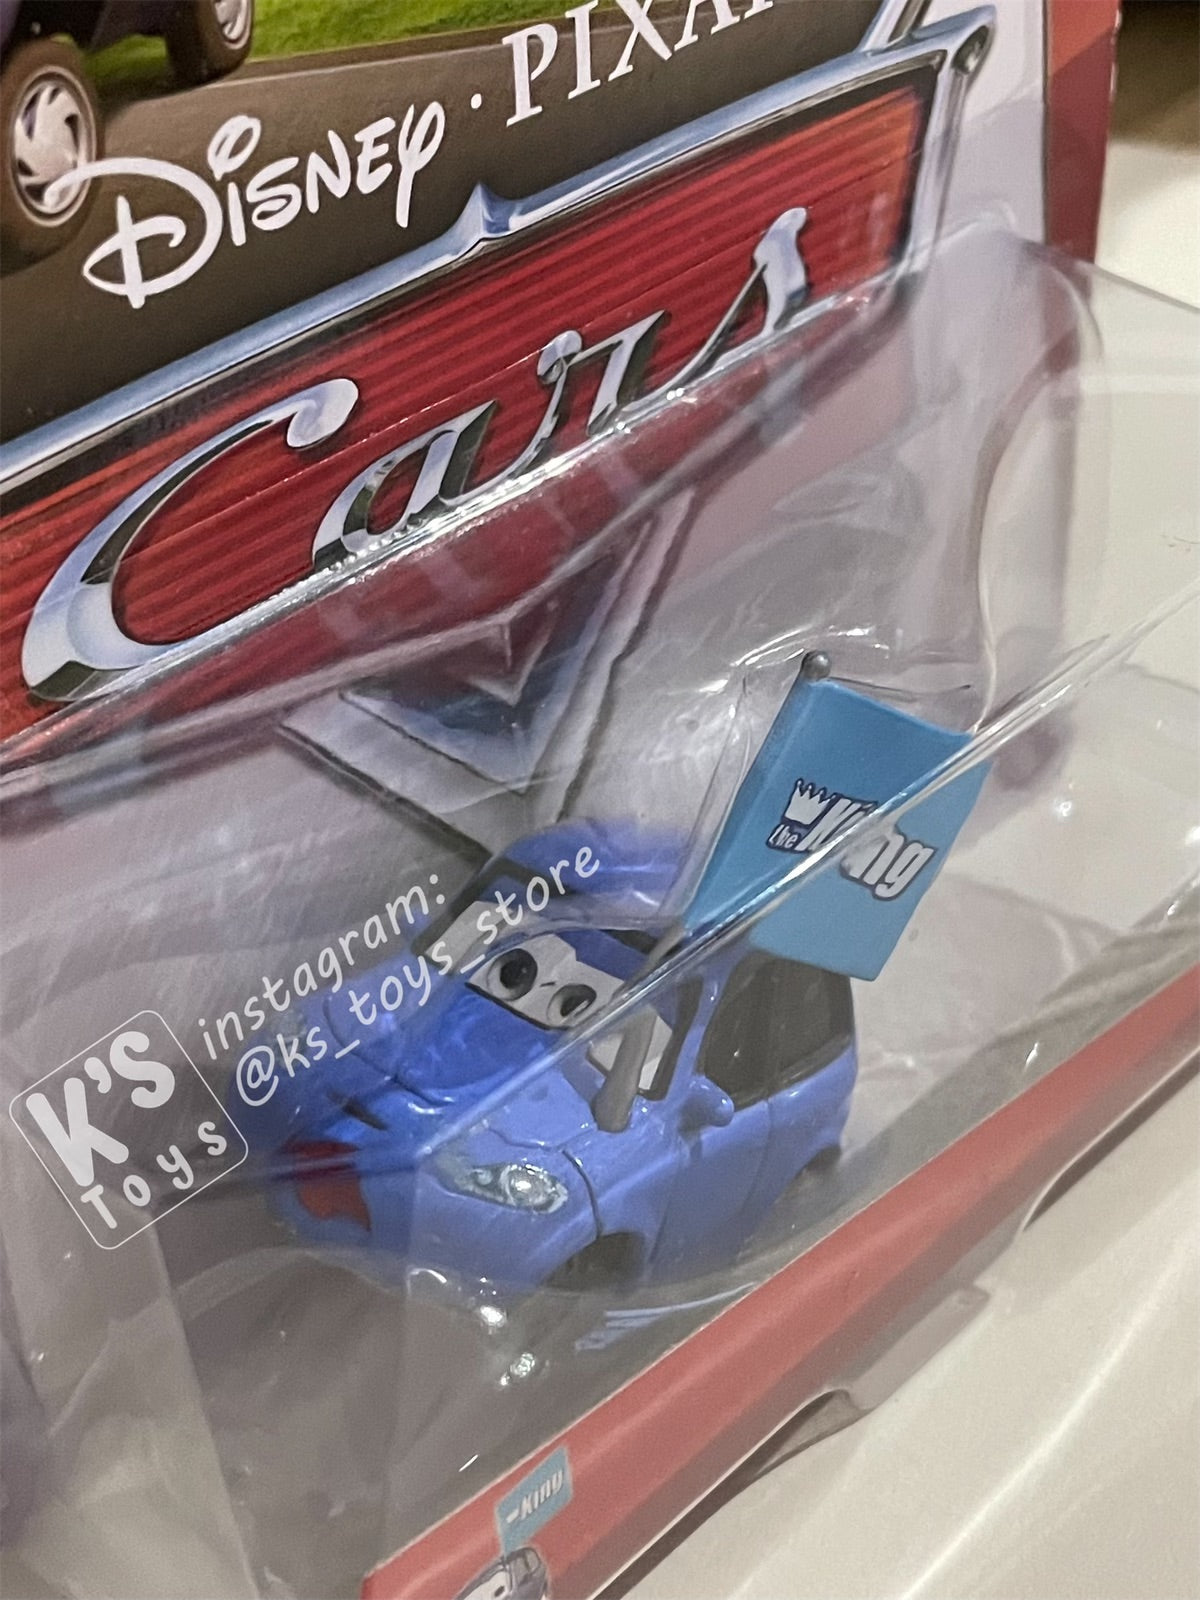 DISNEY · PIXAR
Cars
the King
instagram:
@ks_toys_store
K'S
Toys
King